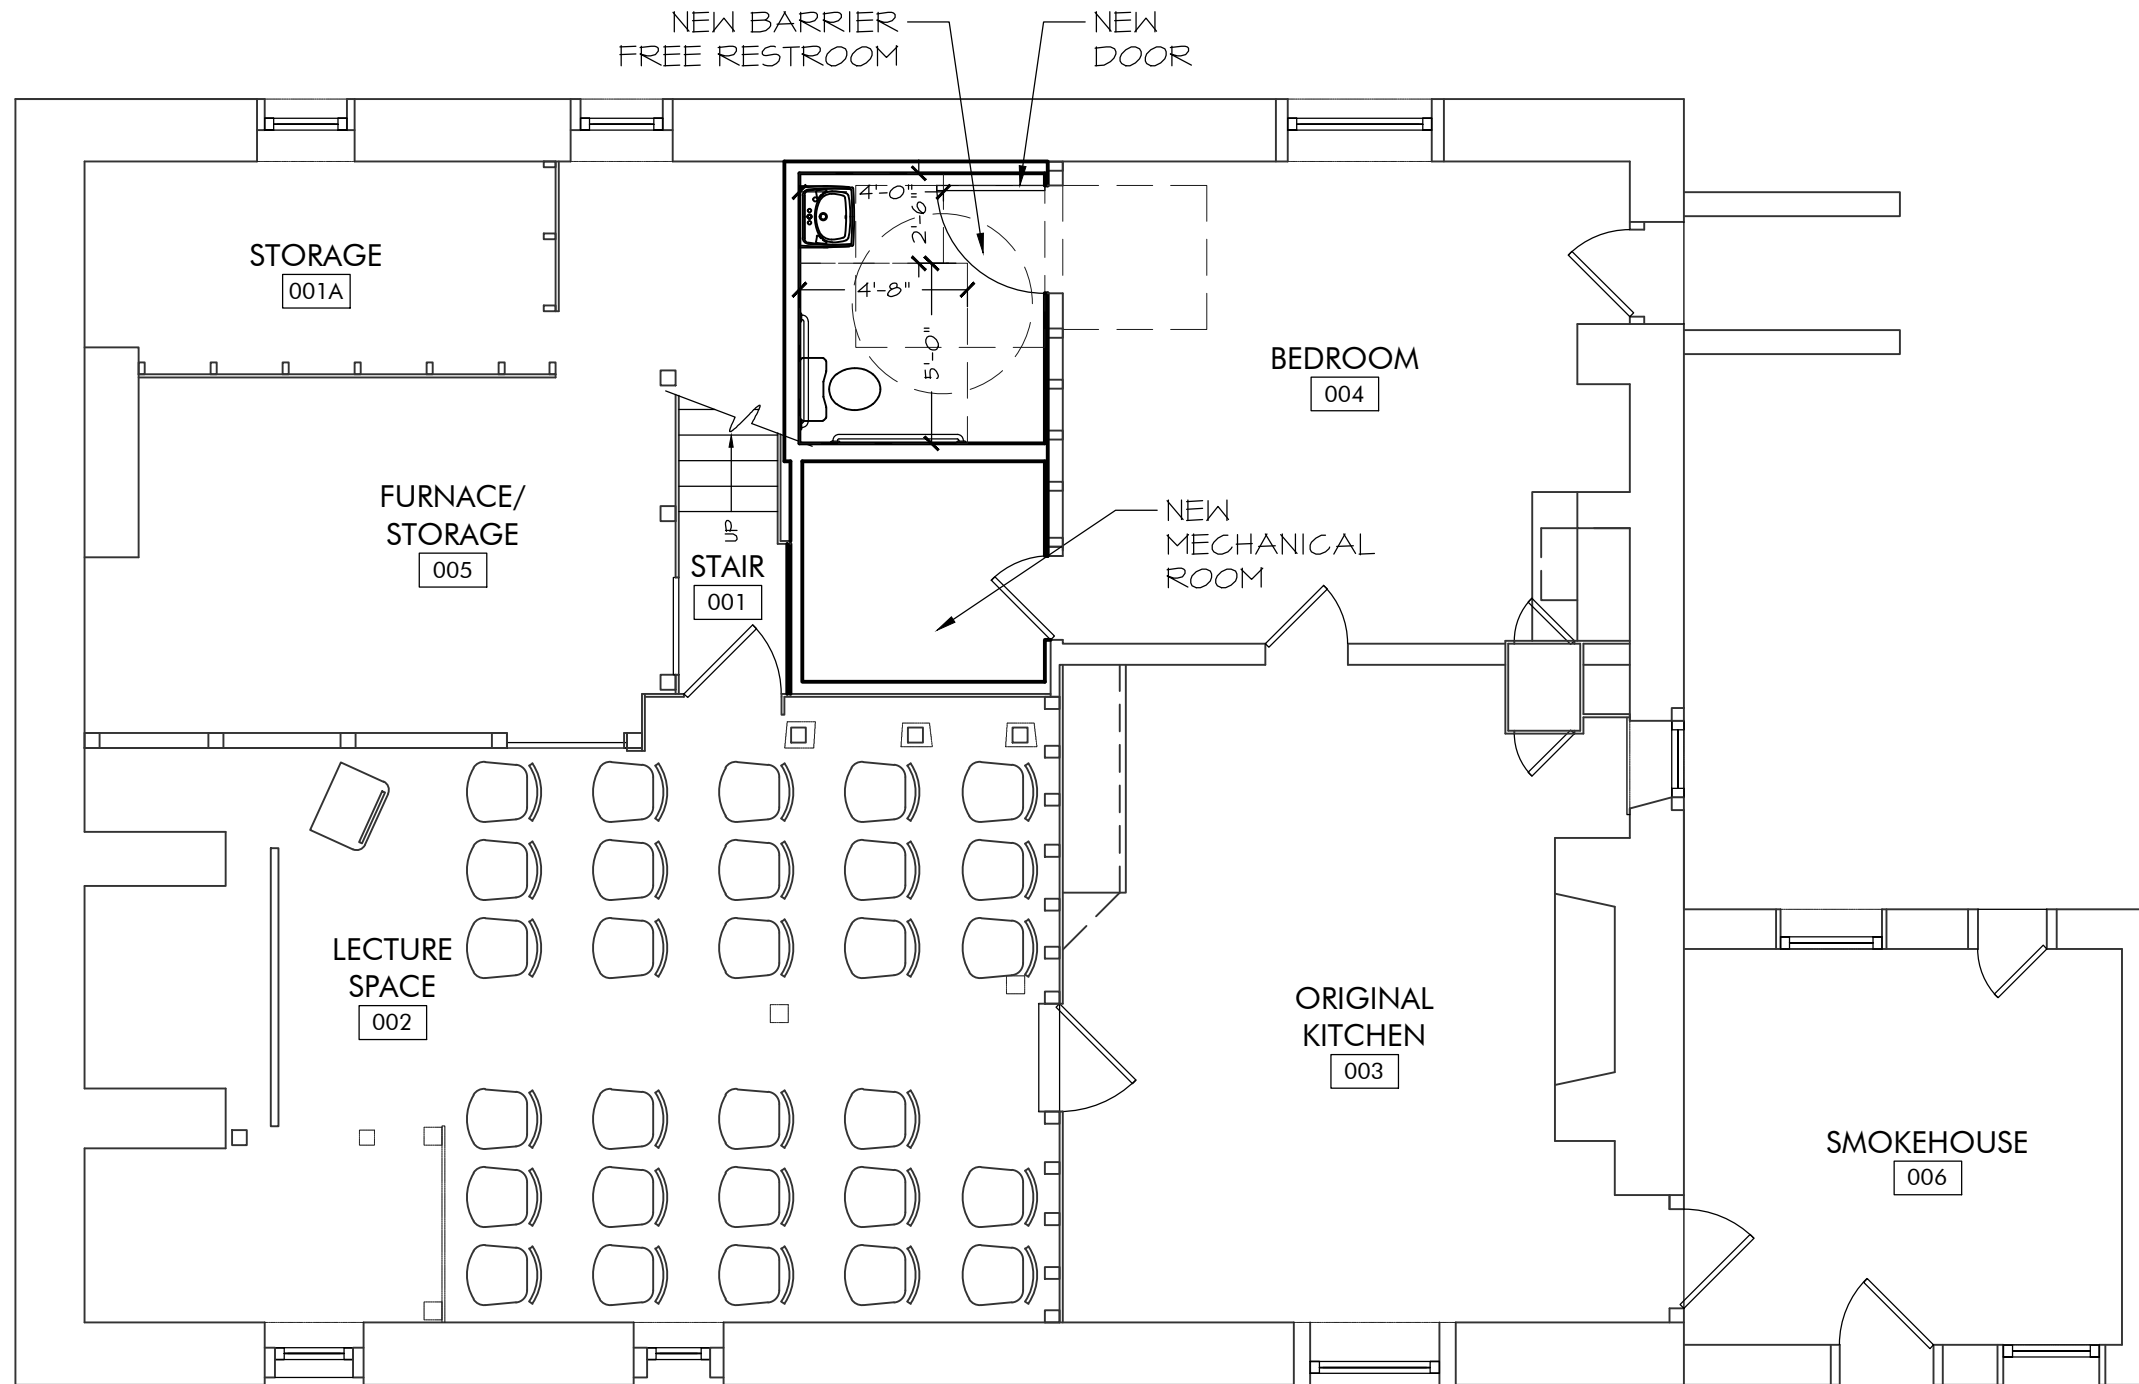 NEW BARRIER
FREE RESTROOM
NEW
DOOR
4'-0"
2'-6"
4'-8"
5'-0"
STORAGE
001A
BEDROOM
004
FURNACE/
STORAGE
005
UP
STAIR
001
NEW
MECHANICAL
ROOM
LECTURE
SPACE
002
ORIGINAL
KITCHEN
003
SMOKEHOUSE
006